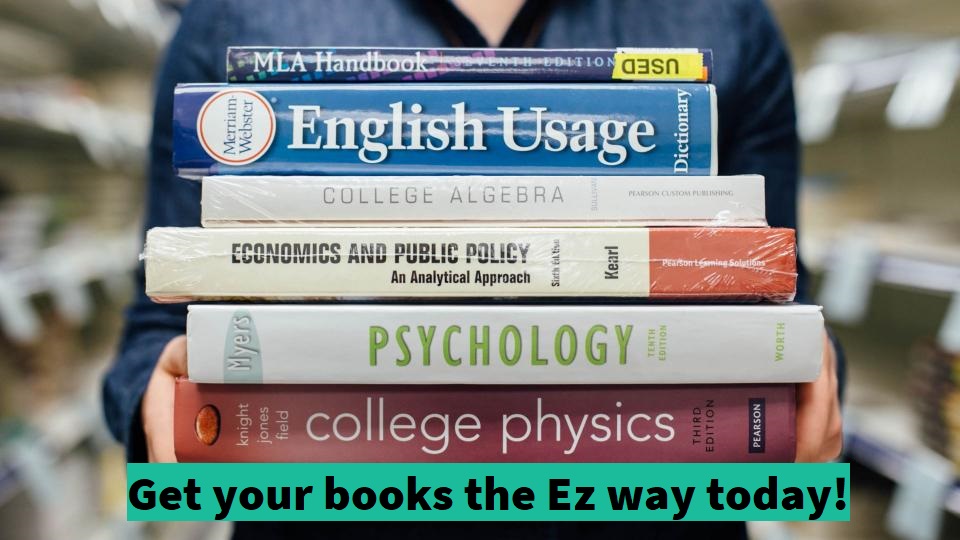 MLA Handbook SEVENTH EDITION USED
Merriam-
Webster
English Usage
Dictionary
COLLEGE ALGEBRA SULLIVAN PEARSON CUSTOM PUBLISHING
ECONOMICS AND PUBLIC POLICY
An Analytical Approach
Sixth Edition
Kearl
Pearson Learning Solutions
Myers
PSYCHOLOGY
TENTH
EDITION
WORTH
knight
jones
field
college physics
THIRD
EDITION
PEARSON
Get your books the Ez way today!